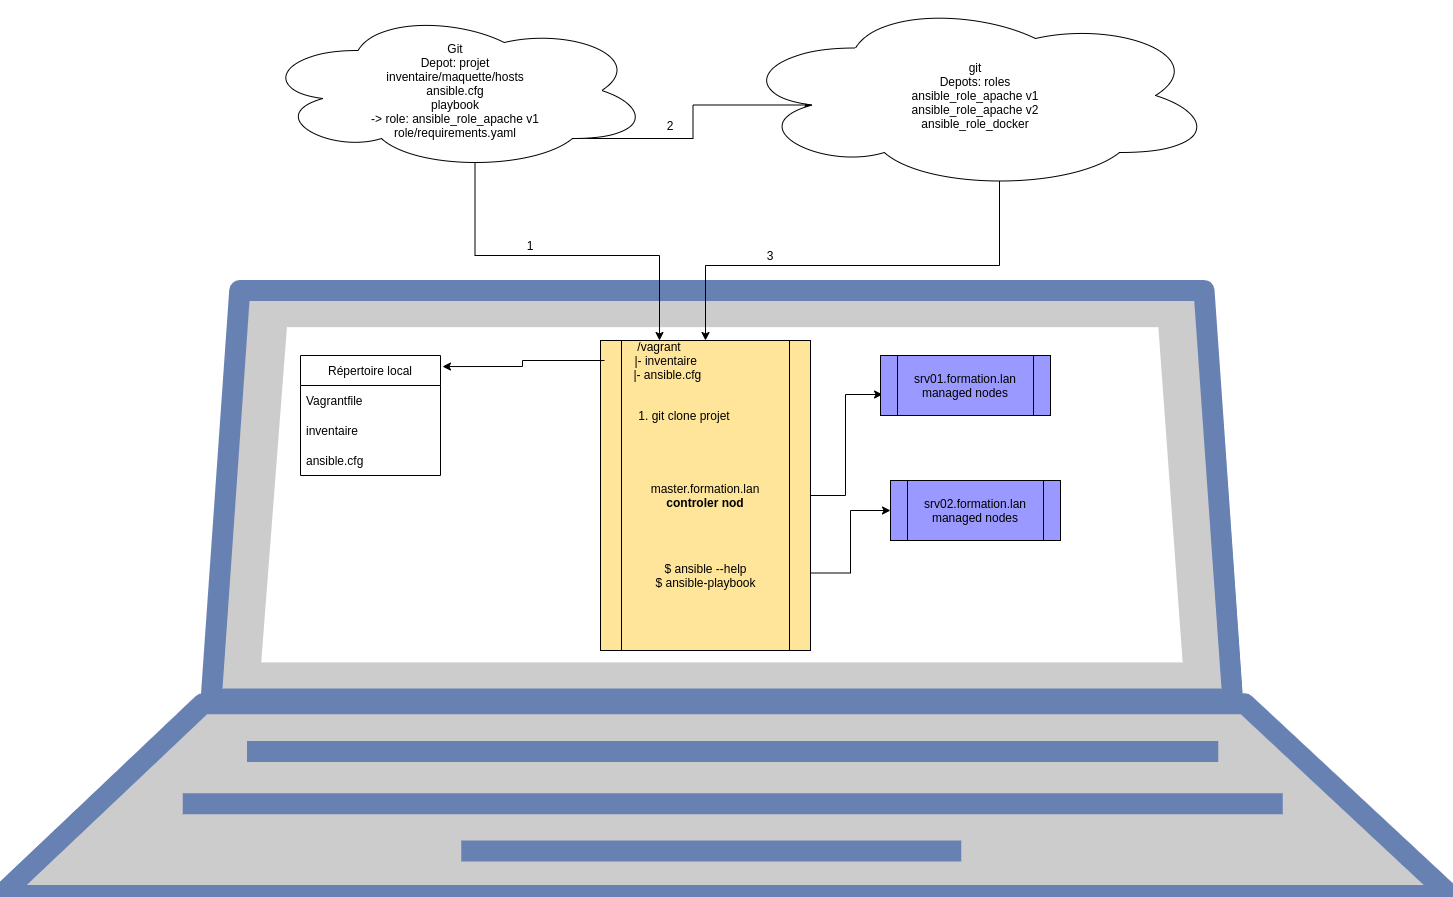 Git
Depot: projet
inventaire/maquette/hosts
ansible.cfg
playbook
-> role: ansible_role_apache v1
role/requirements.yaml
git
Depots: roles
ansible_role_apache v1
ansible_role_apache v2
ansible_role_docker
2
1
3
Répertoire local
Vagrantfile
inventaire
ansible.cfg
/vagrant
|- inventaire
|- ansible.cfg
1. git clone projet
master.formation.lan
controler nod
$ ansible --help
$ ansible-playbook
srv01.formation.lan
managed nodes
srv02.formation.lan
managed nodes